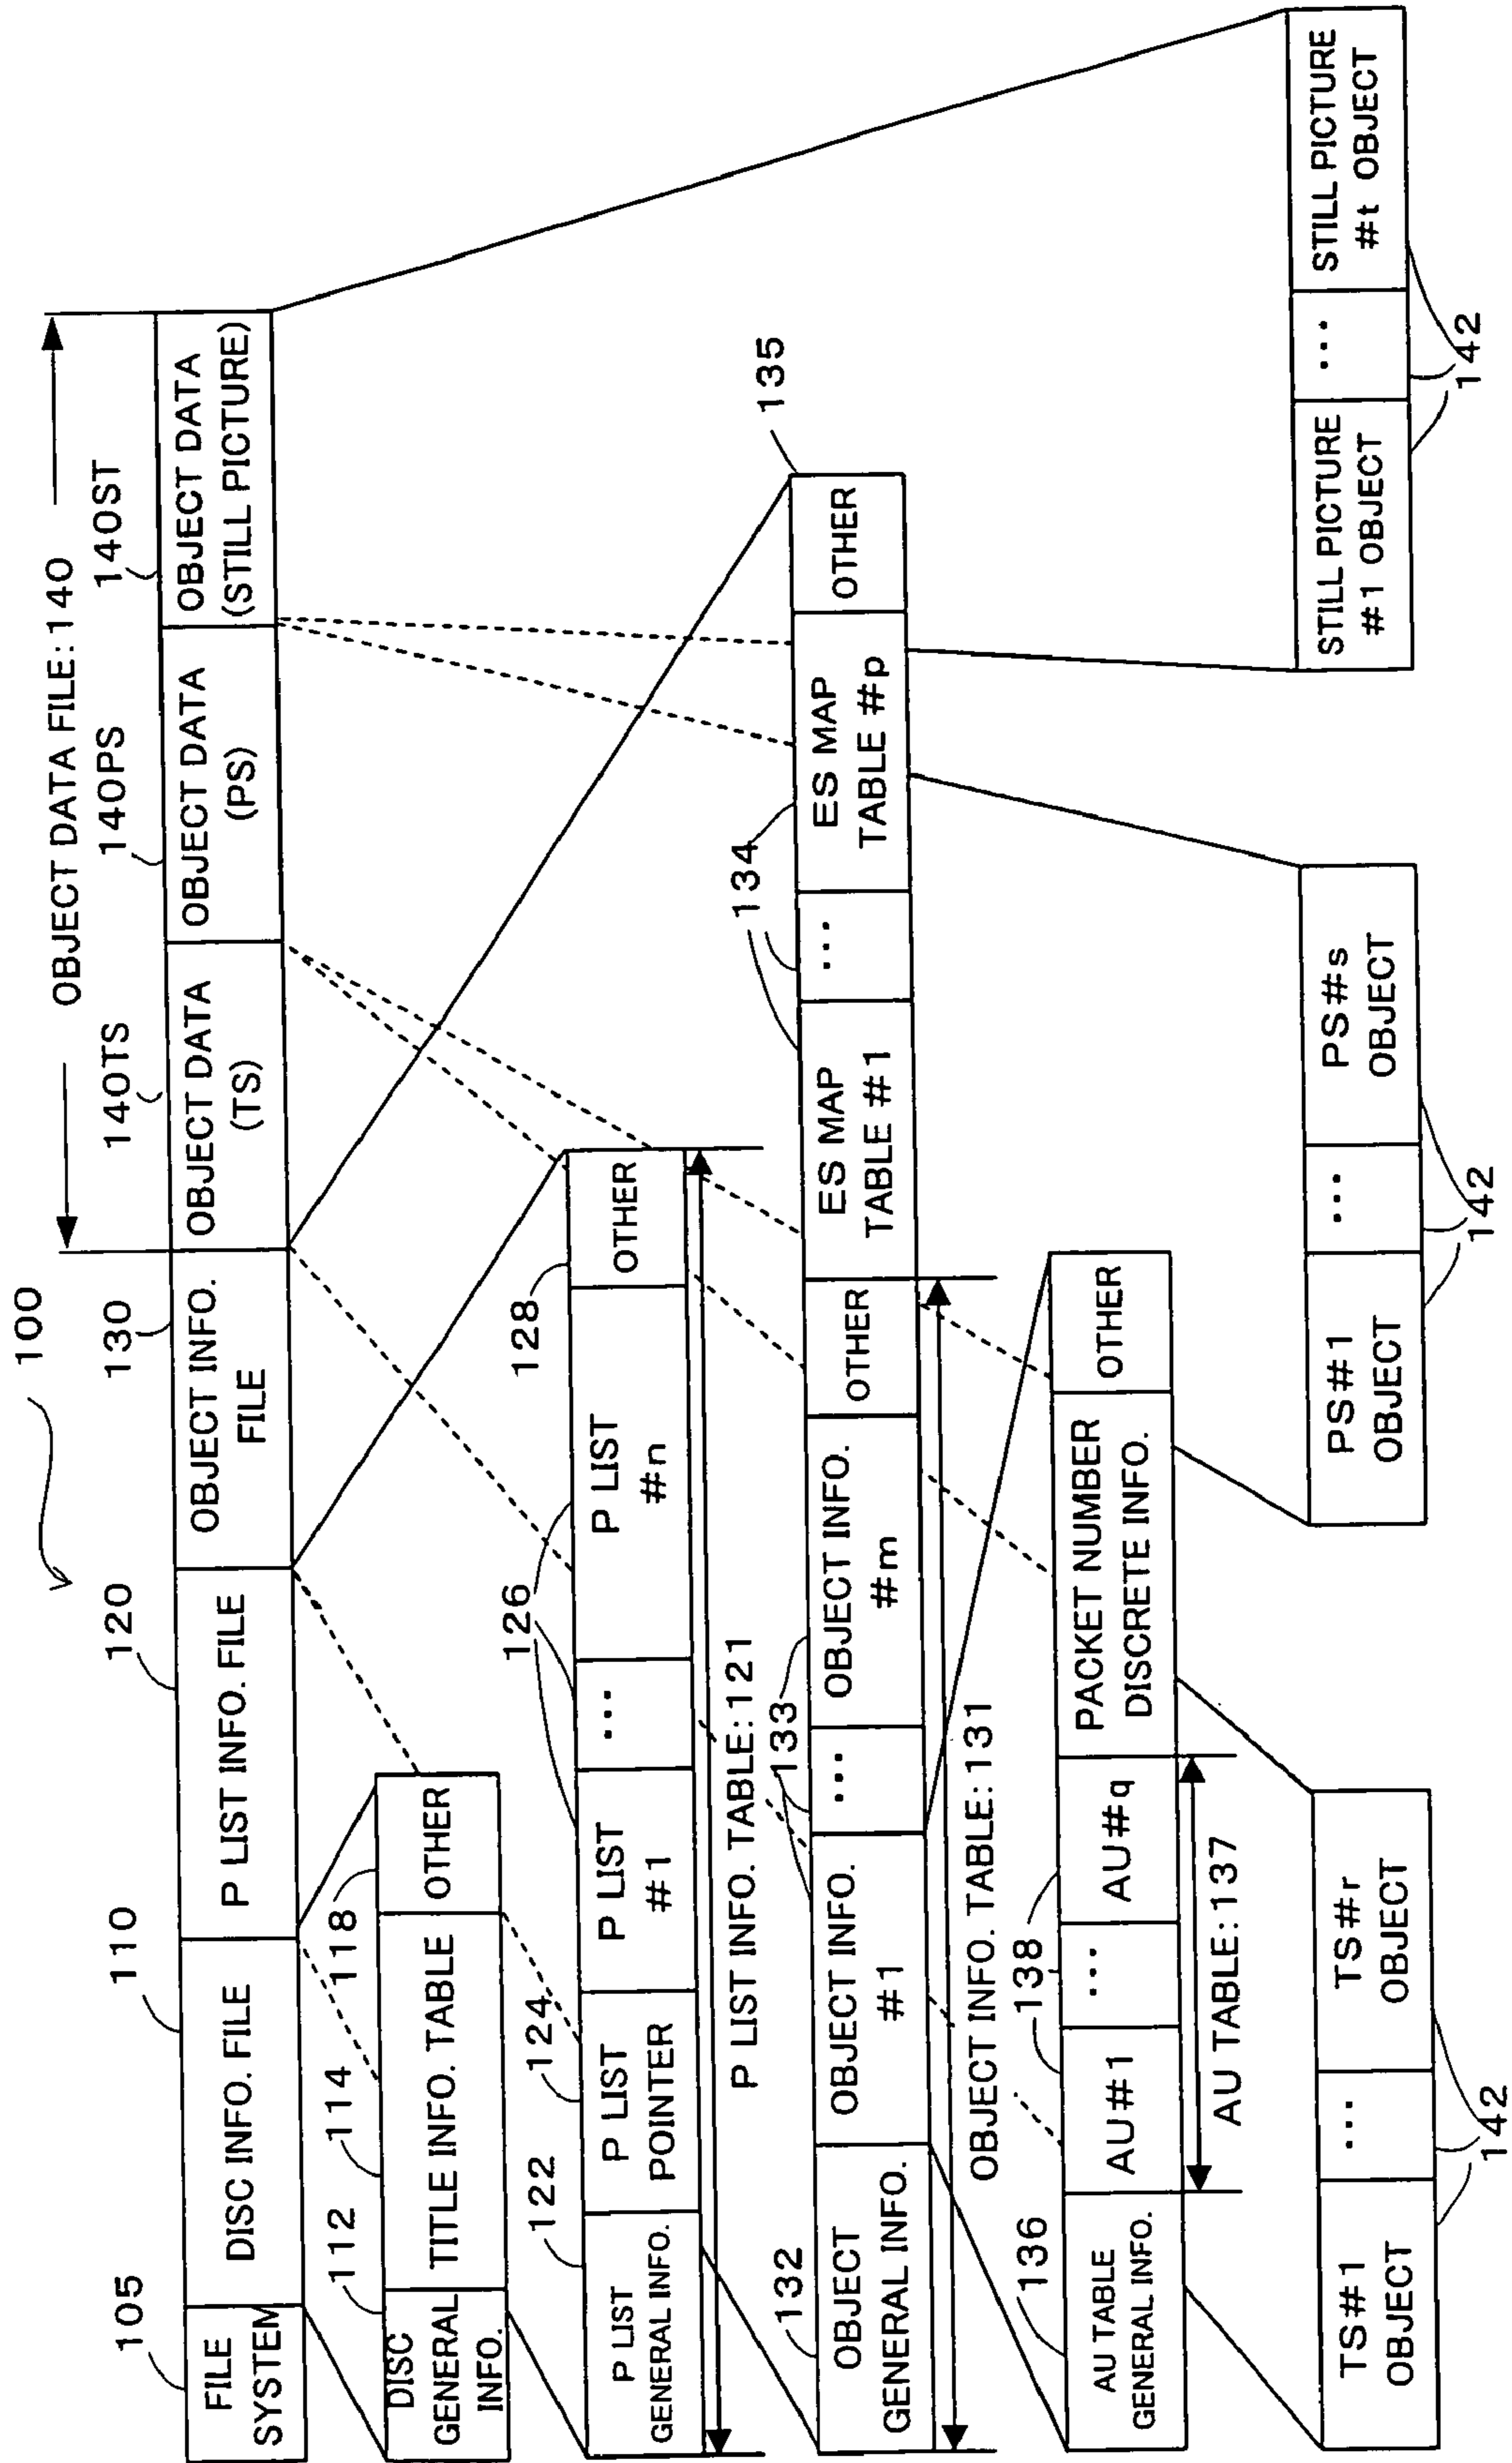 100
OBJECT DATA FILE:140
105
110
120
130
140TS
140PS
140ST
FILE
SYSTEM
DISC INFO. FILE
P LIST INFO. FILE
OBJECT INFO.
FILE
OBJECT DATA
(TS)
OBJECT DATA
(PS)
OBJECT DATA
(STILL PICTURE)
112
114
118
DISC
GENERAL
INFO.
TITLE INFO. TABLE
OTHER
122
124
126
128
P LIST
GENERAL INFO.
P LIST
POINTER
P LIST
#1
...
P LIST
#n
OTHER
P LIST INFO. TABLE:121
132
133
134
135
OBJECT
GENERAL INFO.
OBJECT INFO.
#1
...
OBJECT INFO.
#m
OTHER
ES MAP
TABLE #1
...
ES MAP
TABLE #p
OTHER
OBJECT INFO. TABLE:131
136
138
AU TABLE
GENERAL INFO.
AU#1
...
AU#q
PACKET NUMBER
DISCRETE INFO.
OTHER
AU TABLE:137
TS#1
OBJECT
...
TS#r
OBJECT
142
PS#1
OBJECT
...
PS#s
OBJECT
142
STILL PICTURE
#1 OBJECT
...
STILL PICTURE
#t OBJECT
142